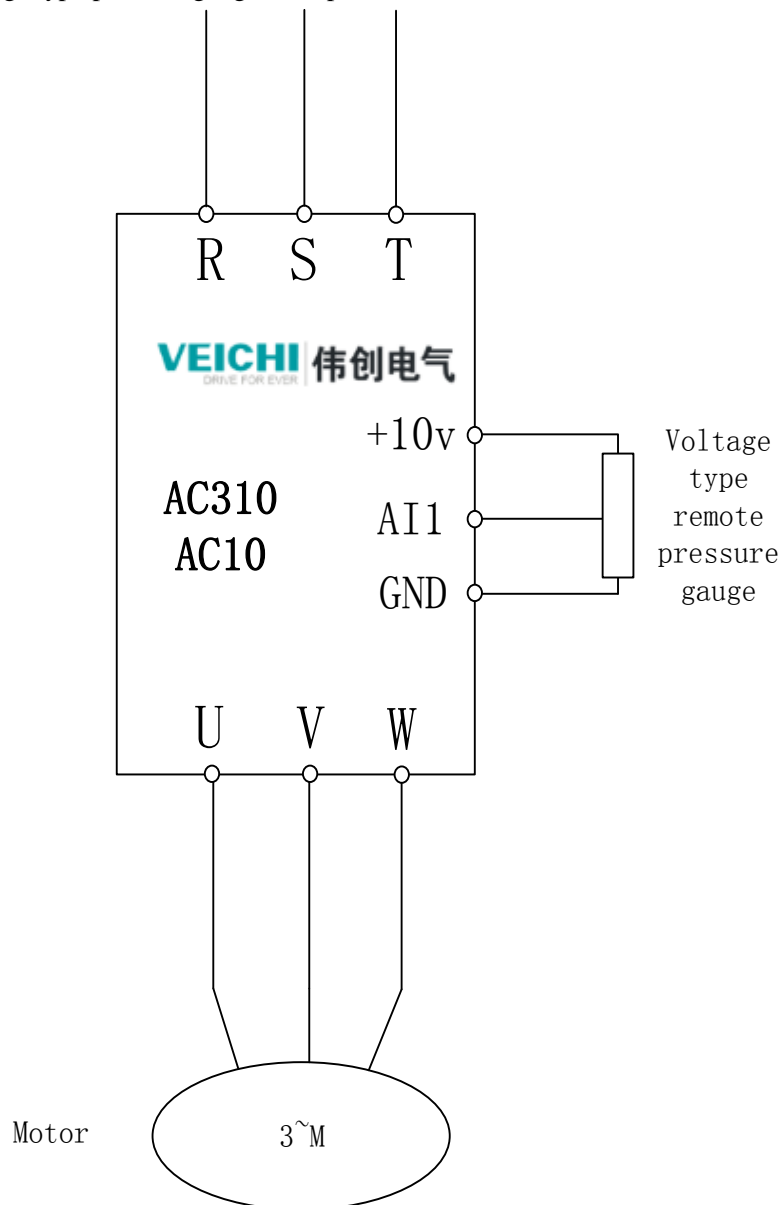 R S T
VEICHI 伟创电气
DRIVE FOR EVER
+10v
AI1
GND
AC310
AC10
Voltage
type
remote
pressure
gauge
U V W
Motor
3~M